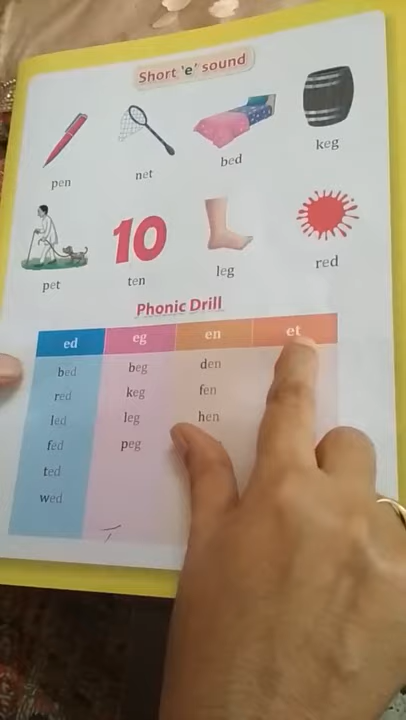 Short 'e' sound
pen net bed keg
pet 10 ten leg red
Phonic Drill
ed eg en et
bed beg den
red keg fen
led leg hen
fed peg
ted
wed